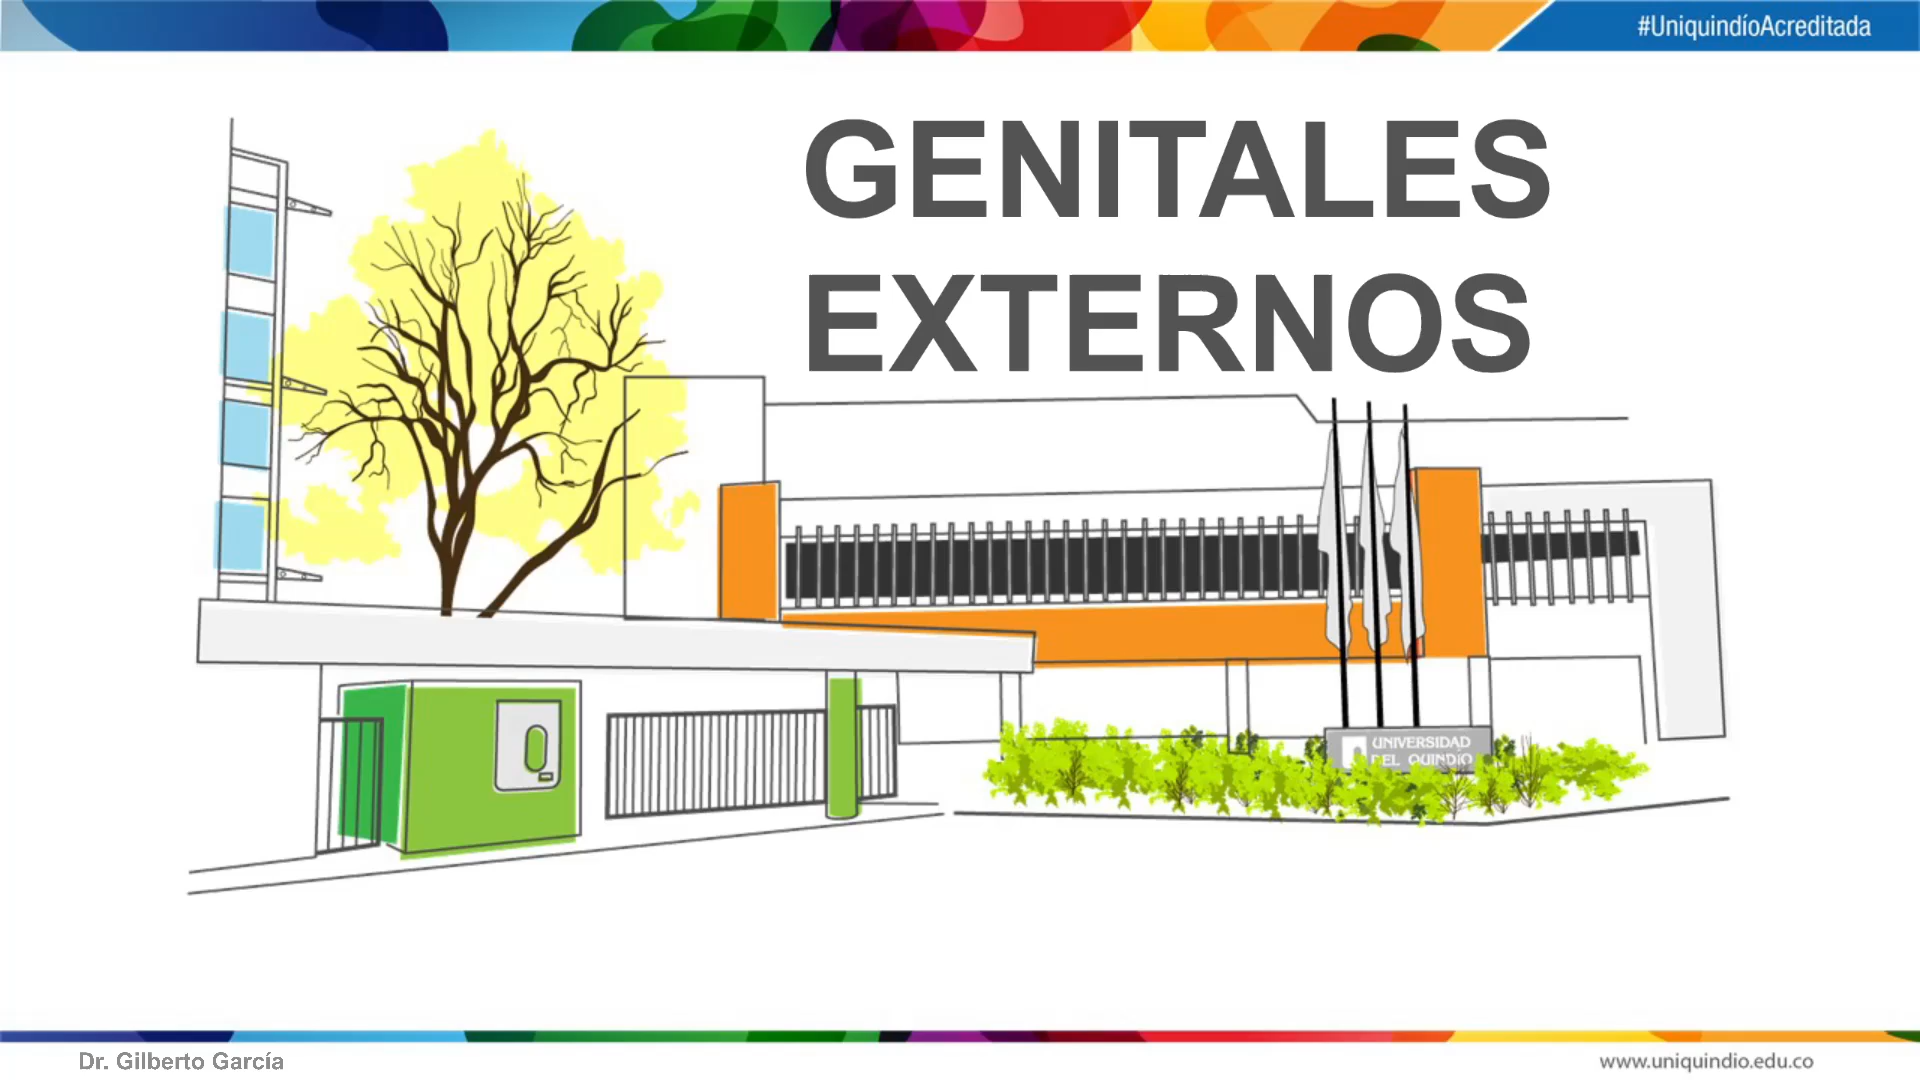 #UniquindíoAcreditada
GENITALES
EXTERNOS
UNIVERSIDAD
DEL QUINDÍO
Dr. Gilberto García
www.uniquindio.edu.co